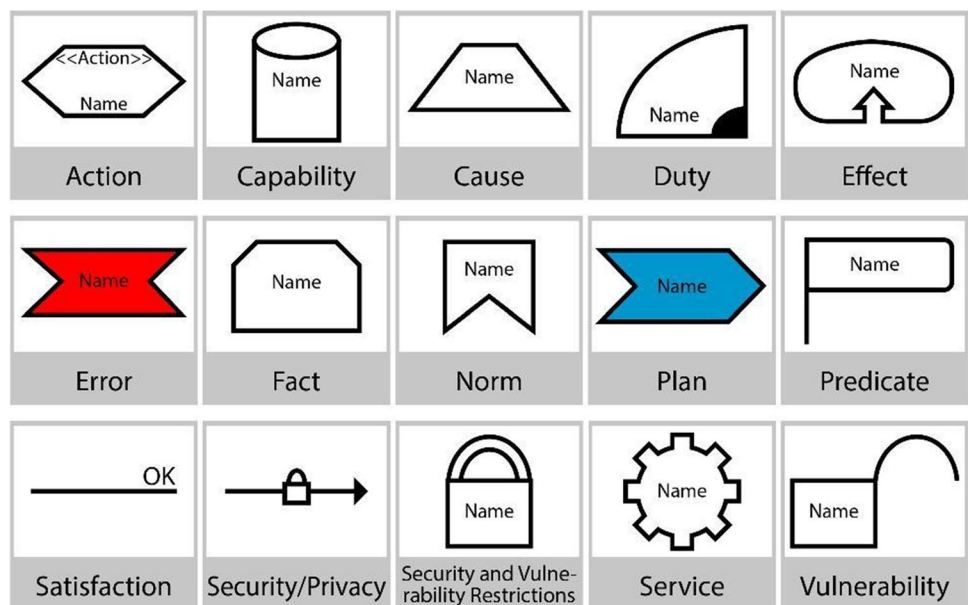 <<Action>>
Name
Action
Name
Capability
Name
Cause
Name
Duty
Name
Effect
Name
Error
Name
Fact
Name
Norm
Name
Plan
Name
Predicate
OK
Satisfaction
Security/Privacy
Name
Security and Vulne-
rability Restrictions
Name
Service
Name
Vulnerability